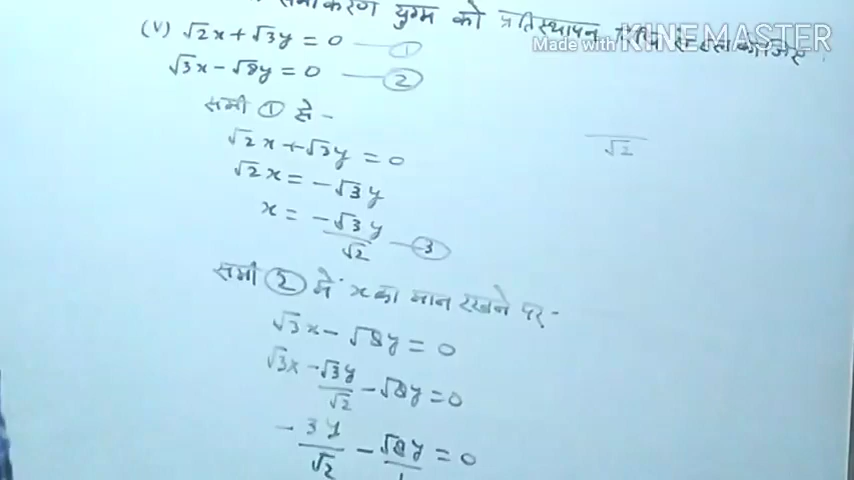 समीकरण युग्म को प्रतिस्थापन विधि से हल कीजिए
Made with KINEMASTER
(v) √2x + √3y = 0 — ①
√3x - √8y = 0 — ②
समी ① से -
√2x + √3y = 0
√2x = -√3y
x = -√3y/√2 — ③
√2
समी ② में x का मान रखने पर -
√3x - √8y = 0
√3x -√3y/√2 - √8y = 0
-3y/√2 - √8y/1 = 0